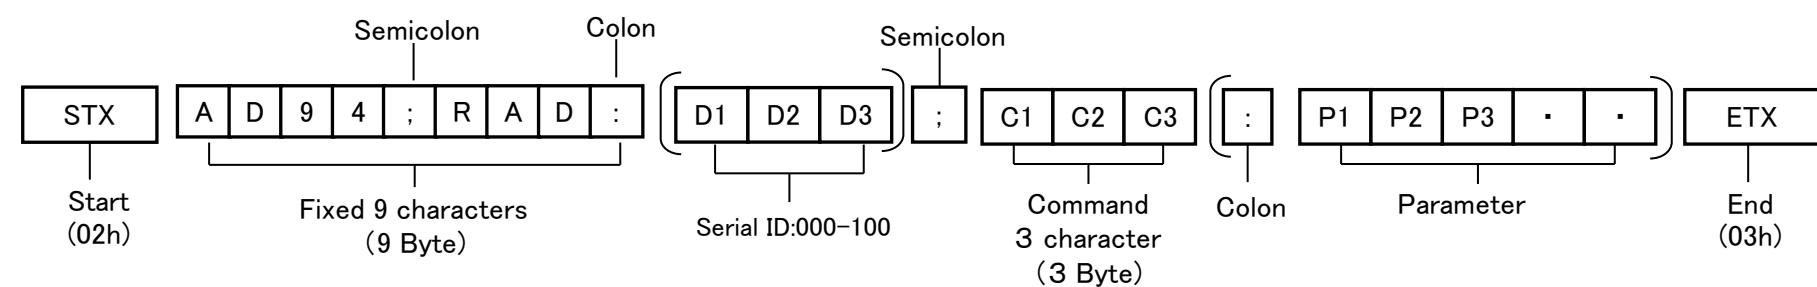 Semicolon Colon Semicolon
STX A D 9 4 ; R A D : ( D1 D2 D3 ) ; C1 C2 C3 ( : P1 P2 P3 ・ ・ ) ETX
Start
(02h)
Fixed 9 characters
(9 Byte)
Serial ID:000-100
Command
3 character
(3 Byte)
Colon
Parameter
End
(03h)